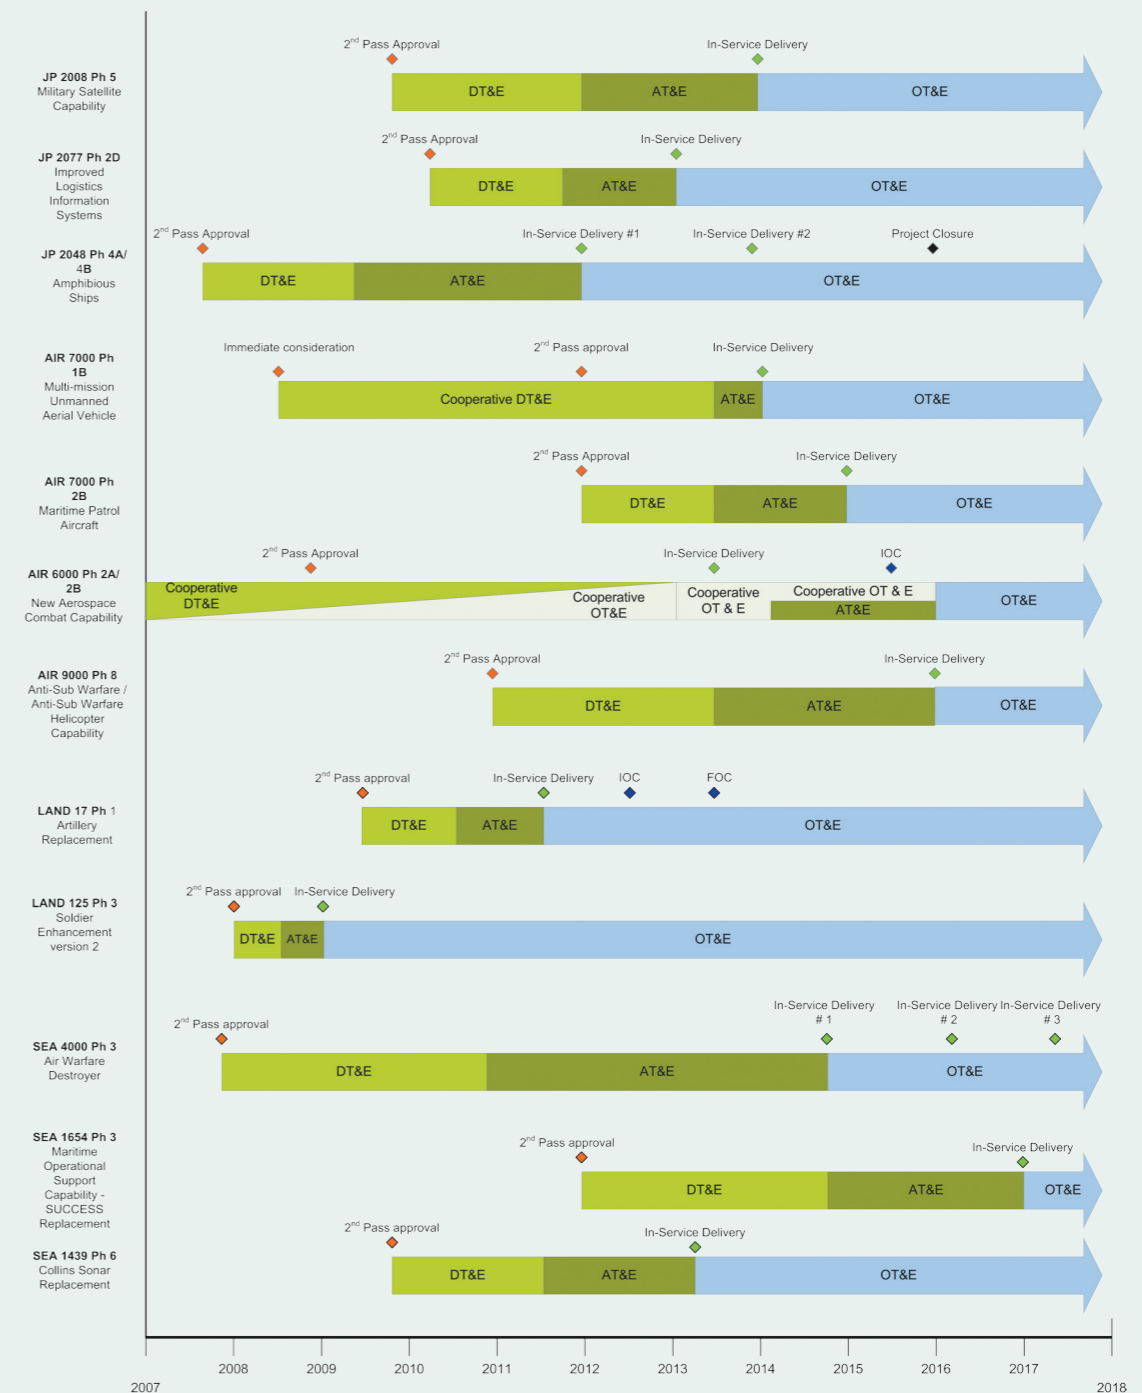 2nd Pass Approval
In-Service Delivery
JP 2008 Ph 5
Military Satellite
Capability
DT&E
AT&E
OT&E
2nd Pass Approval
In-Service Delivery
JP 2077 Ph 2D
Improved
Logistics
Information
Systems
DT&E
AT&E
OT&E
2nd Pass Approval
In-Service Delivery #1
In-Service Delivery #2
Project Closure
JP 2048 Ph 4A/
4B
Amphibious
Ships
DT&E
AT&E
OT&E
Immediate consideration
2nd Pass approval
In-Service Delivery
AIR 7000 Ph
1B
Multi-mission
Unmanned
Aerial Vehicle
Cooperative DT&E
AT&E
OT&E
2nd Pass Approval
In-Service Delivery
AIR 7000 Ph
2B
Maritime Patrol
Aircraft
DT&E
AT&E
OT&E
2nd Pass Approval
In-Service Delivery
IOC
AIR 6000 Ph 2A/
2B
New Aerospace
Combat Capability
Cooperative
DT&E
Cooperative
OT&E
Cooperative
OT & E
Cooperative OT & E
AT&E
OT&E
2nd Pass Approval
In-Service Delivery
AIR 9000 Ph 8
Anti-Sub Warfare /
Anti-Sub Warfare
Helicopter
Capability
DT&E
AT&E
OT&E
2nd Pass approval
In-Service Delivery
IOC
FOC
LAND 17 Ph 1
Artillery
Replacement
DT&E
AT&E
OT&E
2nd Pass approval
In-Service Delivery
LAND 125 Ph 3
Soldier
Enhancement
version 2
DT&E
AT&E
OT&E
2nd Pass approval
In-Service Delivery
# 1
In-Service Delivery
# 2
In-Service Delivery
# 3
SEA 4000 Ph 3
Air Warfare
Destroyer
DT&E
AT&E
OT&E
2nd Pass approval
In-Service Delivery
SEA 1654 Ph 3
Maritime
Operational
Support
Capability -
SUCCESS
Replacement
DT&E
AT&E
OT&E
2nd Pass approval
In-Service Delivery
SEA 1439 Ph 6
Collins Sonar
Replacement
DT&E
AT&E
OT&E
2008
2009
2010
2011
2012
2013
2014
2015
2016
2017
2007
2018